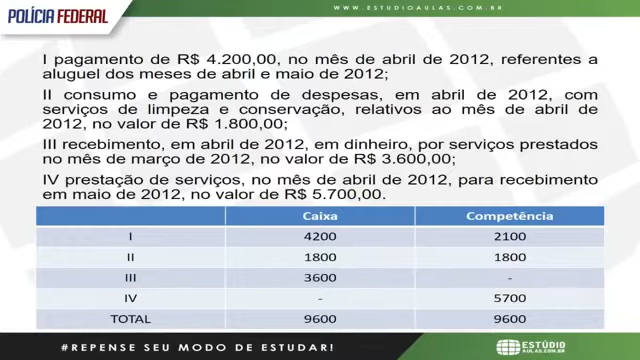 POLÍCIA FEDERAL
WWW.ESTUDIOAULAS.COM.BR
I pagamento de R$ 4.200,00, no mês de abril de 2012, referentes a
aluguel dos meses de abril e maio de 2012;
II consumo e pagamento de despesas, em abril de 2012, com
serviços de limpeza e conservação, relativos ao mês de abril de
2012, no valor de R$ 1.800,00;
III recebimento, em abril de 2012, em dinheiro, por serviços prestados
no mês de março de 2012, no valor de R$ 3.600,00;
IV prestação de serviços, no mês de abril de 2012, para recebimento
em maio de 2012, no valor de R$ 5.700,00.
Caixa Competência
I 4200 2100
II 1800 1800
III 3600 -
IV - 5700
TOTAL 9600 9600
#REPENSE SEU MODO DE ESTUDAR!
ESTÚDIO
AULAS.COM.BR